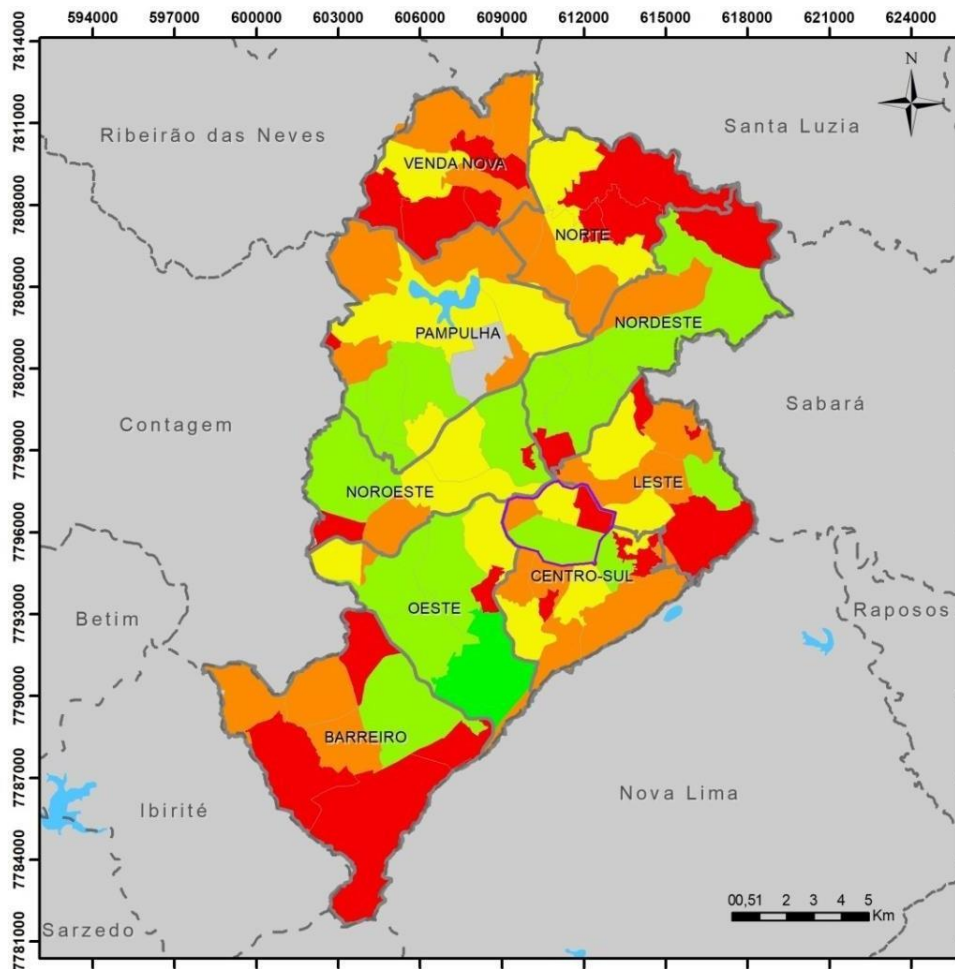 594000 597000 600000 603000 606000 609000 612000 615000 618000 621000 624000
7814000
N
7811000
Ribeirão das Neves
Santa Luzia
VENDA NOVA
7808000
NORTE
7805000
NORDESTE
PAMPULHA
7802000
Sabará
Contagem
7799000
LESTE
NOROESTE
7796000
CENTRO-SUL
OESTE
Raposos
7793000
Betim
7790000
BARREIRO
7787000
Nova Lima
Ibirité
7784000
00,51 2 3 4 5
Km
Sarzedo
7781000